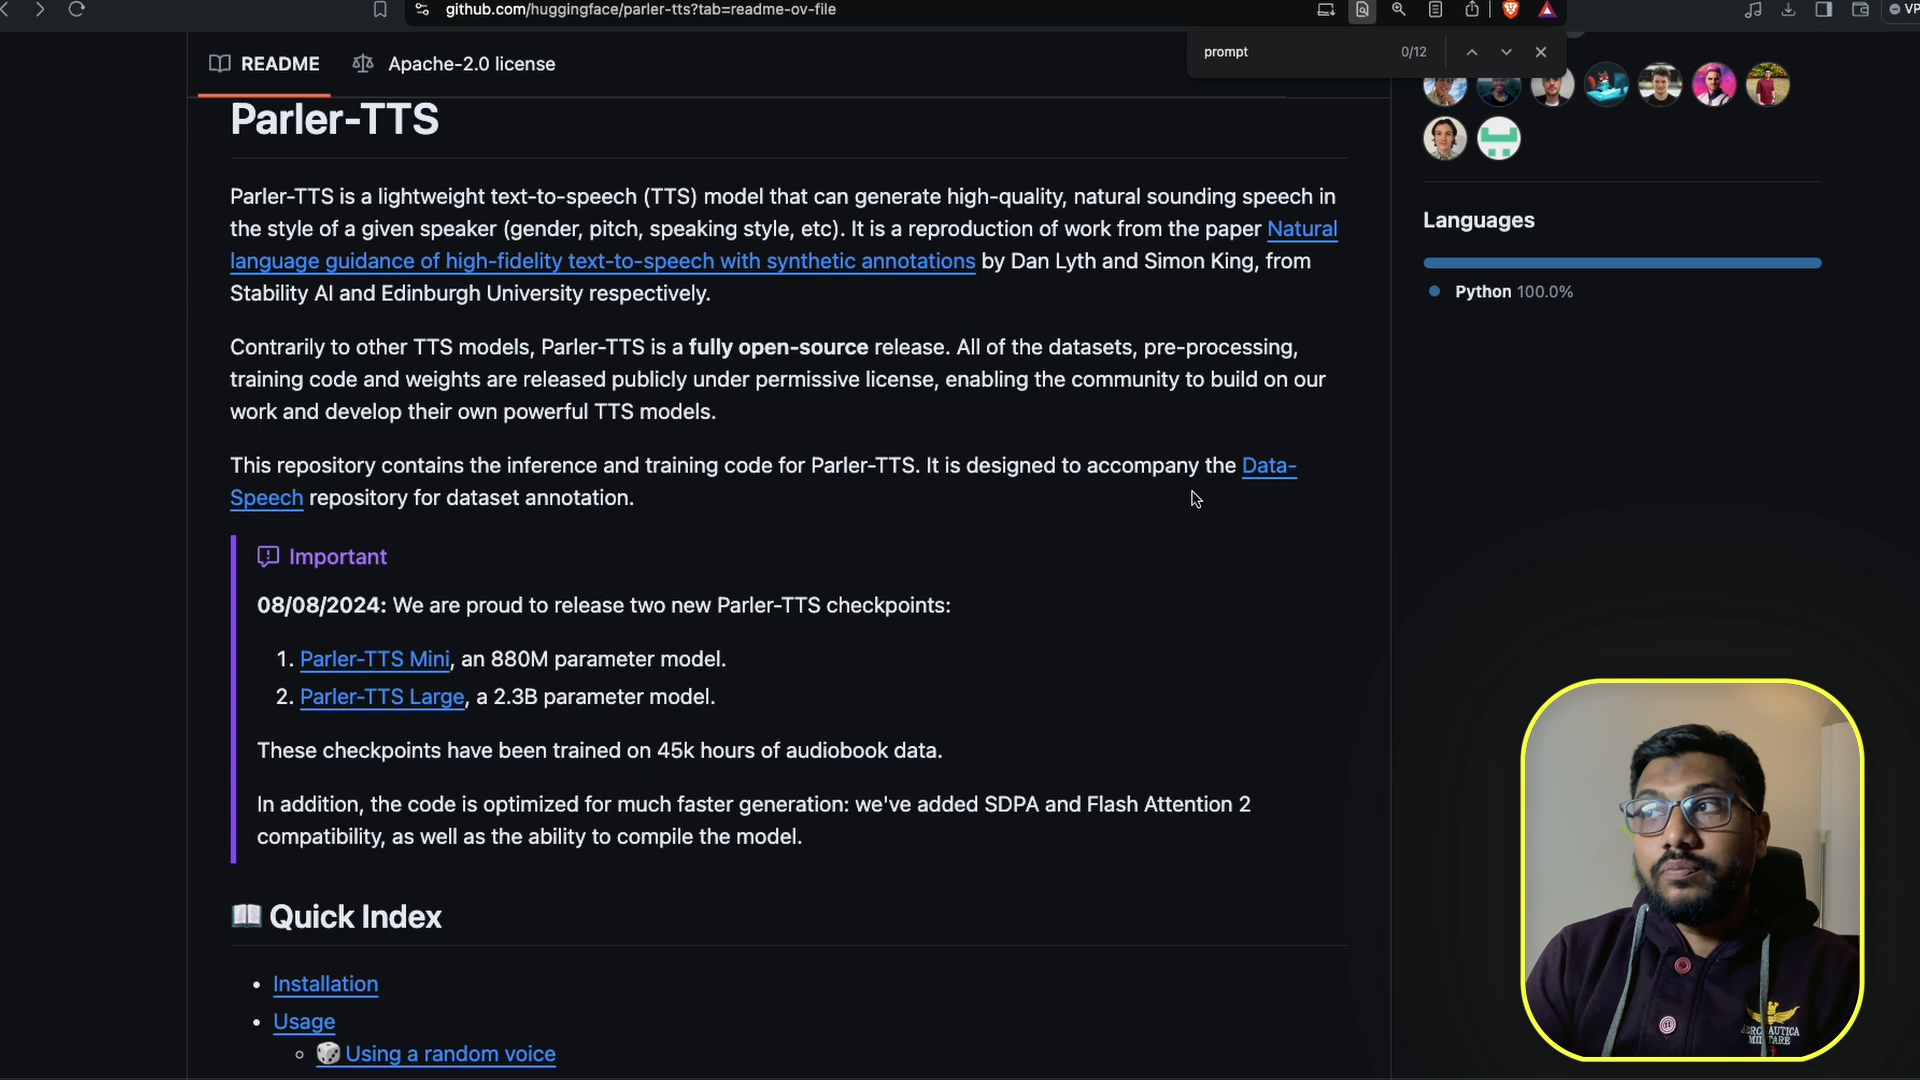 github.com/huggingface/parler-tts?tab=readme-ov-file
VP
prompt
0/12
README
Apache-2.0 license
Parler-TTS
Parler-TTS is a lightweight text-to-speech (TTS) model that can generate high-quality, natural sounding speech in
the style of a given speaker (gender, pitch, speaking style, etc). It is a reproduction of work from the paper Natural
language guidance of high-fidelity text-to-speech with synthetic annotations by Dan Lyth and Simon King, from
Stability AI and Edinburgh University respectively.
Contrarily to other TTS models, Parler-TTS is a fully open-source release. All of the datasets, pre-processing,
training code and weights are released publicly under permissive license, enabling the community to build on our
work and develop their own powerful TTS models.
This repository contains the inference and training code for Parler-TTS. It is designed to accompany the Data-
Speech repository for dataset annotation.
Important
08/08/2024: We are proud to release two new Parler-TTS checkpoints:
1. Parler-TTS Mini, an 880M parameter model.
2. Parler-TTS Large, a 2.3B parameter model.
These checkpoints have been trained on 45k hours of audiobook data.
In addition, the code is optimized for much faster generation: we've added SDPA and Flash Attention 2
compatibility, as well as the ability to compile the model.
📖 Quick Index
• Installation
• Usage
◦ 🎲 Using a random voice
Languages
Python 100.0%
AERONAUTICA
MILITARE